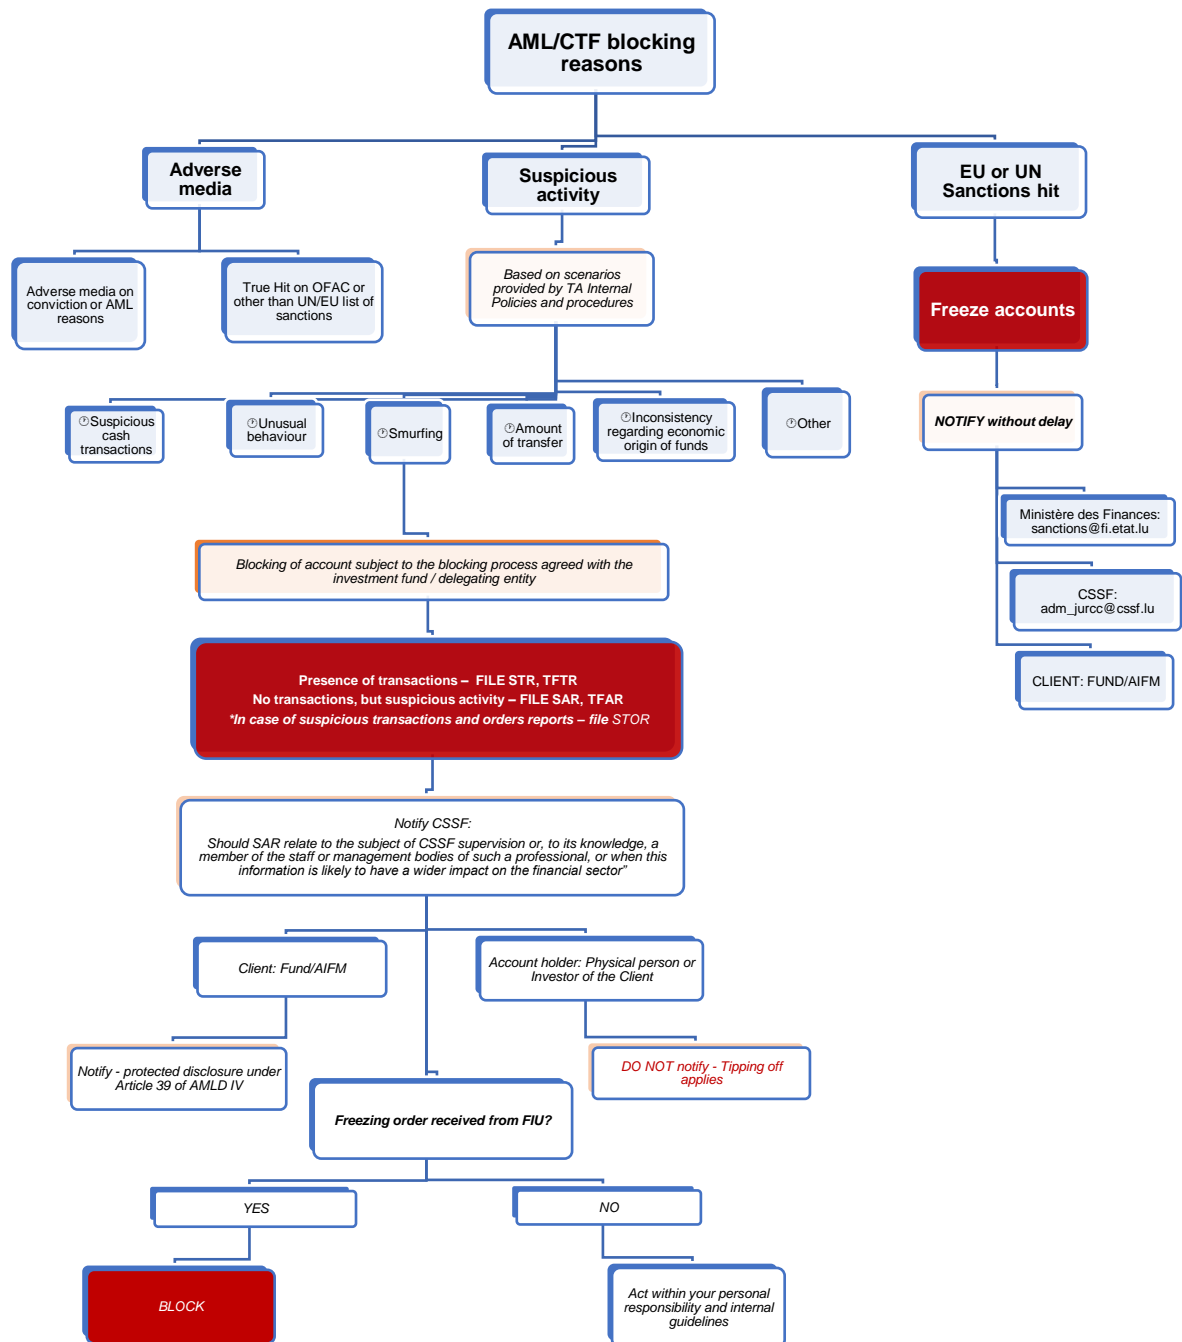 AML/CTF blocking
reasons
Adverse
media
Suspicious
activity
EU or UN
Sanctions hit
Adverse media on
conviction or AML
reasons
True Hit on OFAC or
other than UN/EU list of
sanctions
Based on scenarios
provided by TA Internal
Policies and procedures
Freeze accounts
🕐Suspicious
cash
transactions
🕐Unusual
behaviour
🕐Smurfing
🕐Amount
of transfer
🕐Inconsistency
regarding economic
origin of funds
🕐Other
NOTIFY without delay
Ministère des Finances:
sanctions@fi.etat.lu
CSSF:
adm_jurcc@cssf.lu
CLIENT: FUND/AIFM
Blocking of account subject to the blocking process agreed with the
investment fund / delegating entity
Presence of transactions – FILE STR, TFTR
No transactions, but suspicious activity – FILE SAR, TFAR
*In case of suspicious transactions and orders reports – file STOR
Notify CSSF:
Should SAR relate to the subject of CSSF supervision or, to its knowledge, a
member of the staff or management bodies of such a professional, or when this
information is likely to have a wider impact on the financial sector”
Client: Fund/AIFM
Account holder: Physical person or
Investor of the Client
Notify - protected disclosure under
Article 39 of AMLD IV
DO NOT notify - Tipping off
applies
Freezing order received from FIU?
YES
NO
BLOCK
Act within your personal
responsibility and internal
guidelines